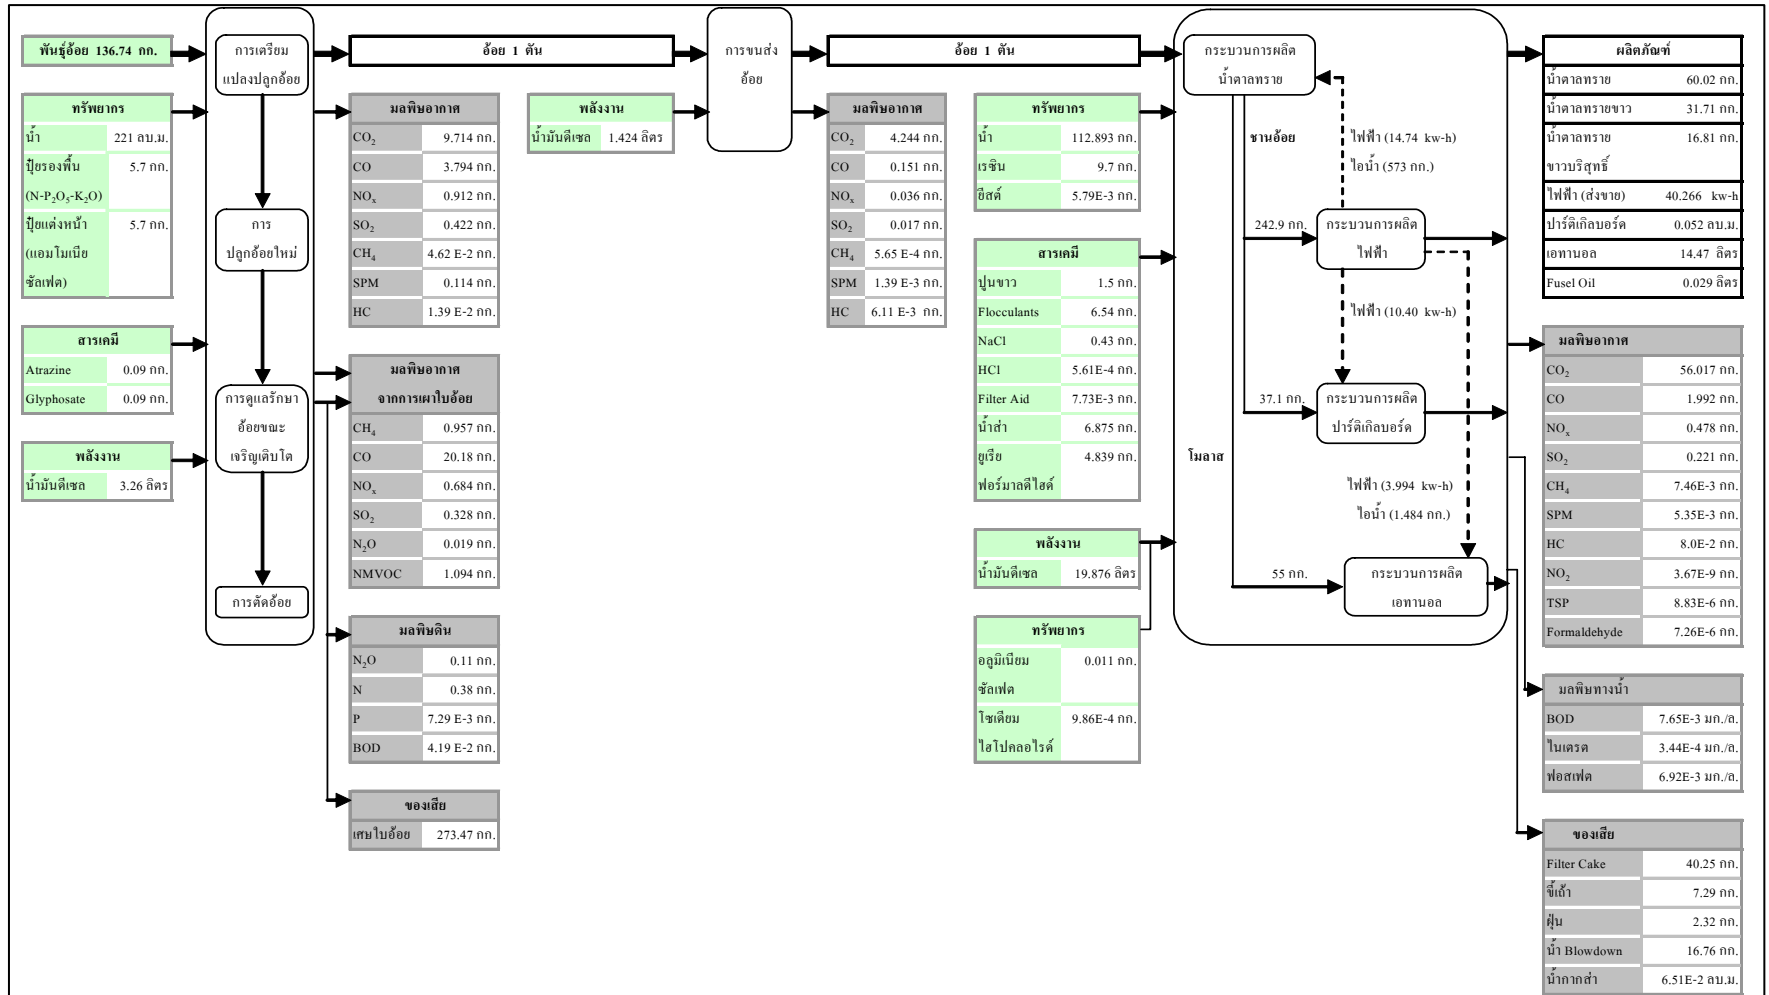 พันธุ์อ้อย 136.74 กก.
ทรัพยากร
น้ำ 221 ลบ.ม.
ปุ๋ยรองพื้น 5.7 กก.
(N-P₂O₅-K₂O)
ปุ๋ยแต่งหน้า 5.7 กก.
(แอมโมเนีย
ซัลเฟต)
สารเคมี
Atrazine 0.09 กก.
Glyphosate 0.09 กก.
พลังงาน
น้ำมันดีเซล 3.26 ลิตร
การเตรียม
แปลงปลูกอ้อย
การ
ปลูกอ้อยใหม่
การดูแลรักษา
อ้อยขณะ
เจริญเติบโต
การตัดอ้อย
อ้อย 1 ตัน
มลพิษอากาศ
CO₂ 9.714 กก.
CO 3.794 กก.
NOₓ 0.912 กก.
SO₂ 0.422 กก.
CH₄ 4.62 E-2 กก.
SPM 0.114 กก.
HC 1.39 E-2 กก.
มลพิษอากาศ
จากการเผาใบอ้อย
CH₄ 0.957 กก.
CO 20.18 กก.
NOₓ 0.684 กก.
SO₂ 0.328 กก.
N₂O 0.019 กก.
NMVOC 1.094 กก.
มลพิษดิน
N₂O 0.11 กก.
N 0.38 กก.
P 7.29 E-3 กก.
BOD 4.19 E-2 กก.
ของเสีย
เศษใบอ้อย 273.47 กก.
พลังงาน
น้ำมันดีเซล 1.424 ลิตร
การขนส่ง
อ้อย
อ้อย 1 ตัน
มลพิษอากาศ
CO₂ 4.244 กก.
CO 0.151 กก.
NOₓ 0.036 กก.
SO₂ 0.017 กก.
CH₄ 5.65 E-4 กก.
SPM 1.39 E-3 กก.
HC 6.11 E-3 กก.
ทรัพยากร
น้ำ 112.893 กก.
เรซิน 9.7 กก.
ยีสต์ 5.79E-3 กก.
สารเคมี
ปูนขาว 1.5 กก.
Flocculants 6.54 กก.
NaCl 0.43 กก.
HCl 5.61E-4 กก.
Filter Aid 7.73E-3 กก.
น้ำส่า 6.875 กก.
ยูเรีย 4.839 กก.
ฟอร์มาลดีไฮด์
พลังงาน
น้ำมันดีเซล 19.876 ลิตร
ทรัพยากร
อลูมิเนียม 0.011 กก.
ซัลเฟต
โซเดียม 9.86E-4 กก.
ไฮโปคลอไรด์
กระบวนการผลิต
น้ำตาลทราย
ชานอ้อย
ไฟฟ้า (14.74 kw-h)
ไอน้ำ (573 กก.)
242.9 กก.
กระบวนการผลิต
ไฟฟ้า
ไฟฟ้า (10.40 kw-h)
37.1 กก.
กระบวนการผลิต
ปาร์ติเกิลบอร์ด
โมลาส
ไฟฟ้า (3.994 kw-h)
ไอน้ำ (1.484 กก.)
55 กก.
กระบวนการผลิต
เอทานอล
ผลิตภัณฑ์
น้ำตาลทราย 60.02 กก.
น้ำตาลทรายขาว 31.71 กก.
น้ำตาลทราย 16.81 กก.
ขาวบริสุทธิ์
ไฟฟ้า (ส่งขาย) 40.266 kw-h
ปาร์ติเกิลบอร์ด 0.052 ลบ.ม.
เอทานอล 14.47 ลิตร
Fusel Oil 0.029 ลิตร
มลพิษอากาศ
CO₂ 56.017 กก.
CO 1.992 กก.
NOₓ 0.478 กก.
SO₂ 0.221 กก.
CH₄ 7.46E-3 กก.
SPM 5.35E-3 กก.
HC 8.0E-2 กก.
NO₂ 3.67E-9 กก.
TSP 8.83E-6 กก.
Formaldehyde 7.26E-6 กก.
มลพิษทางน้ำ
BOD 7.65E-3 มก./ล.
ไนเตรต 3.44E-4 มก./ล.
ฟอสเฟต 6.92E-3 มก./ล.
ของเสีย
Filter Cake 40.25 กก.
ขี้เถ้า 7.29 กก.
ฝุ่น 2.32 กก.
น้ำ Blowdown 16.76 กก.
น้ำกากส่า 6.51E-2 ลบ.ม.